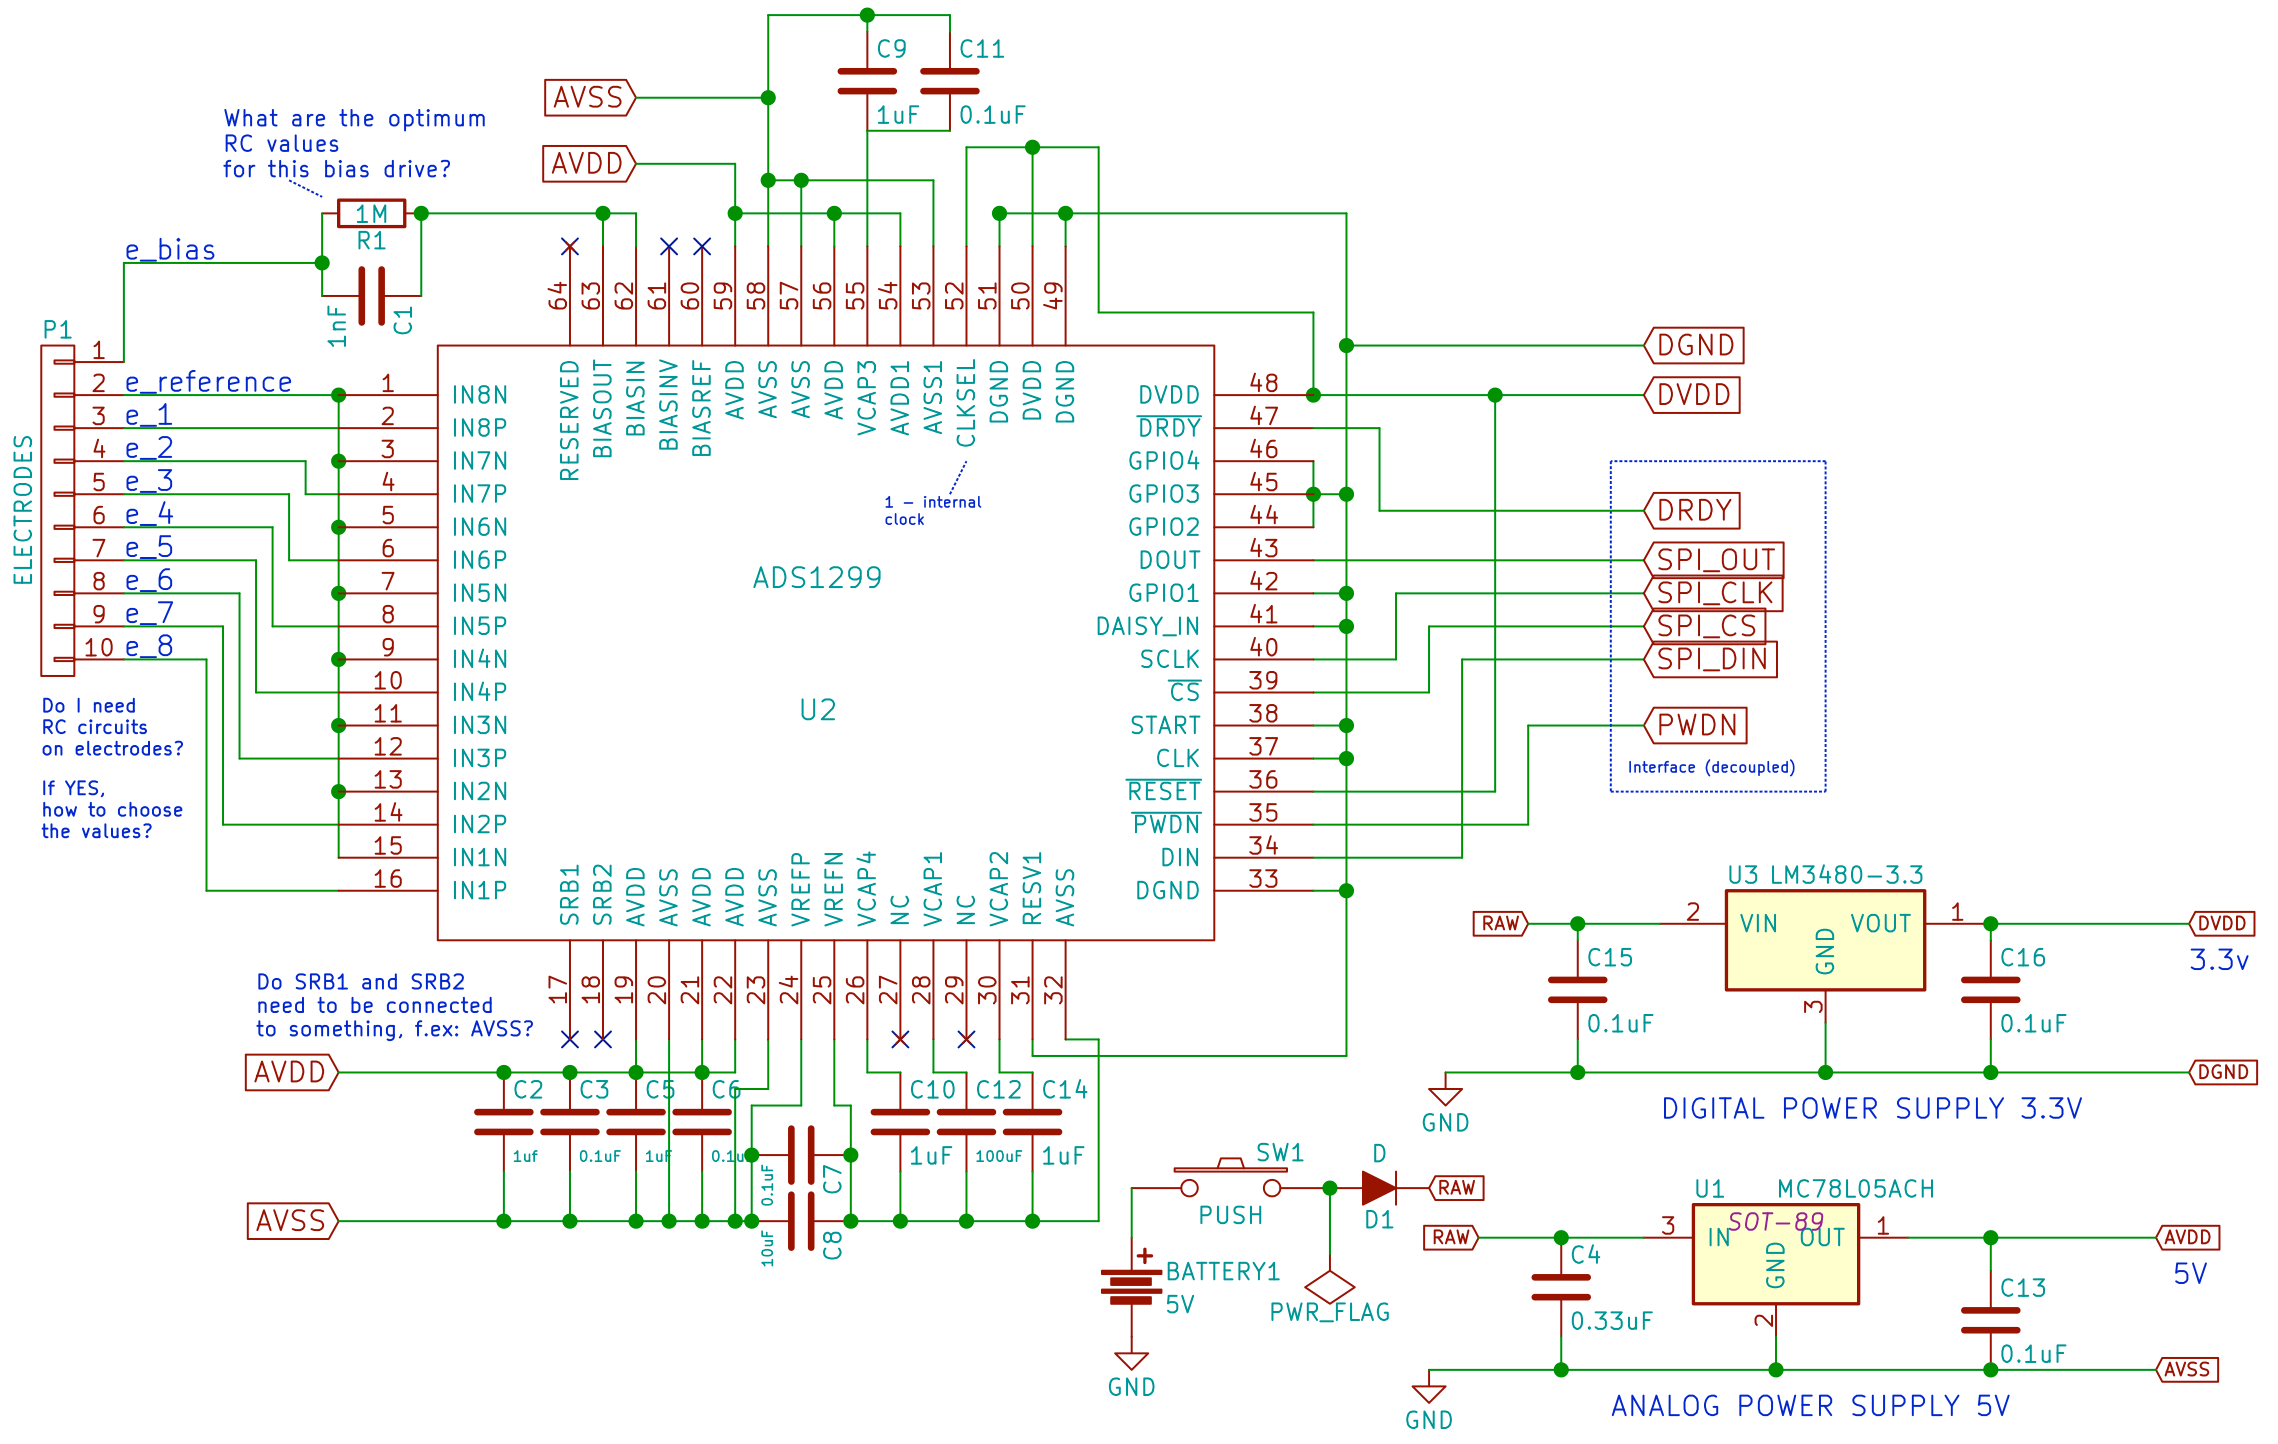 C9
C11
1uF
0.1uF
AVSS
AVDD
What are the optimum
RC values
for this bias drive?
1M
R1
e_bias
1nF
C1
64
63
62
61
60
59
58
57
56
55
54
53
52
51
50
49
RESERVED
BIASOUT
BIASIN
BIASINV
BIASREF
AVDD
AVSS
AVSS
AVDD
VCAP3
AVDD1
AVSS1
CLKSEL
DGND
DVDD
DGND
1 - internal
clock
P1
ELECTRODES
1
2 e_reference
3 e_1
4 e_2
5 e_3
6 e_4
7 e_5
8 e_6
9 e_7
10 e_8
Do I need
RC circuits
on electrodes?
If YES,
how to choose
the values?
1 IN8N
2 IN8P
3 IN7N
4 IN7P
5 IN6N
6 IN6P
7 IN5N
8 IN5P
9 IN4N
10 IN4P
11 IN3N
12 IN3P
13 IN2N
14 IN2P
15 IN1N
16 IN1P
ADS1299
U2
DVDD 48
DRDY 47
GPIO4 46
GPIO3 45
GPIO2 44
DOUT 43
GPIO1 42
DAISY_IN 41
SCLK 40
CS 39
START 38
CLK 37
RESET 36
PWDN 35
DIN 34
DGND 33
DGND
DVDD
DRDY
SPI_OUT
SPI_CLK
SPI_CS
SPI_DIN
PWDN
Interface (decoupled)
SRB1
SRB2
AVDD
AVSS
AVDD
AVDD
AVSS
VREFP
VREFN
VCAP4
NC
VCAP1
NC
VCAP2
RESV1
AVSS
17
18
19
20
21
22
23
24
25
26
27
28
29
30
31
32
Do SRB1 and SRB2
need to be connected
to something, f.ex: AVSS?
AVDD
AVSS
C2
1uf
C3
0.1uF
C5
1uF
C6
0.1uF
0.1uF
C7
10uF
C8
C10
1uF
C12
100uF
C14
1uF
U3 LM3480-3.3
RAW
2
VIN
VOUT
GND
1
3
DVDD
3.3v
C15
0.1uF
C16
0.1uF
DGND
GND
DIGITAL POWER SUPPLY 3.3V
SW1
PUSH
D
D1
RAW
BATTERY1
5V
PWR_FLAG
GND
U1
MC78L05ACH
SOT-89
RAW
3
IN
OUT
GND
1
2
AVDD
5V
C4
0.33uF
C13
0.1uF
AVSS
GND
ANALOG POWER SUPPLY 5V